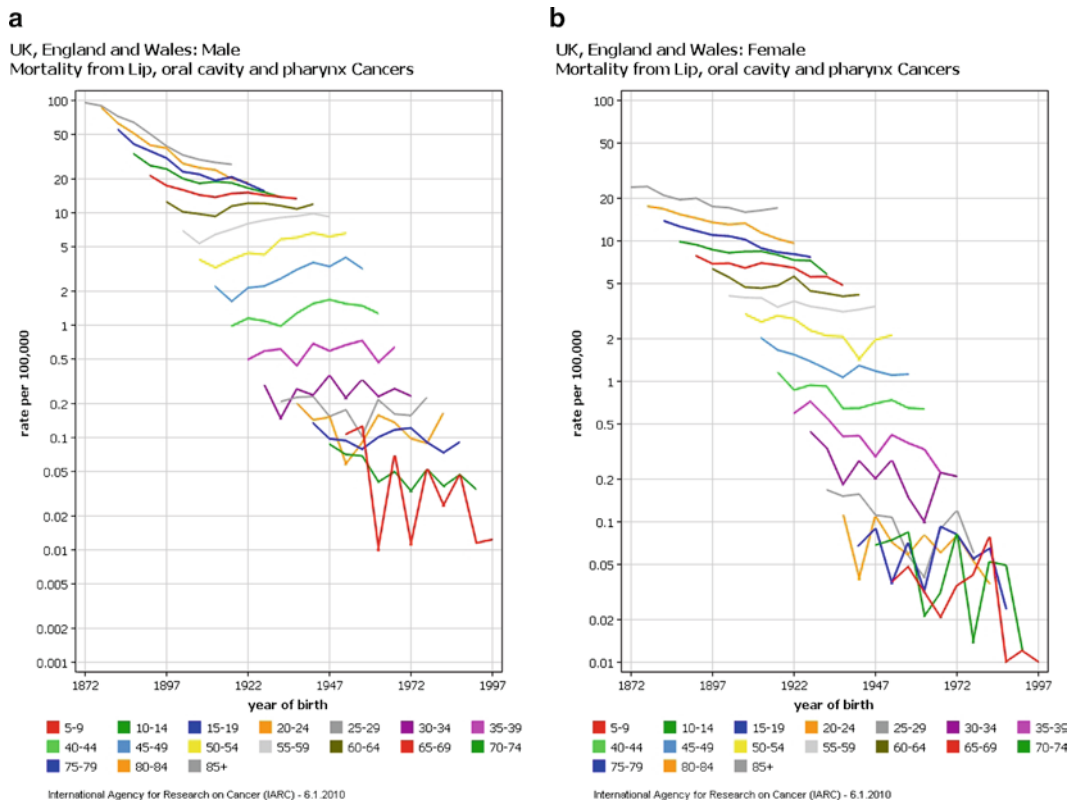 a
UK, England and Wales: Male
Mortality from Lip, oral cavity and pharynx Cancers
rate per 100,000
100
50
20
10
5
2
1
0.5
0.2
0.1
0.05
0.02
0.01
0.005
0.002
0.001
1872 1897 1922 1947 1972 1997
year of birth
5-9 10-14 15-19 20-24 25-29 30-34 35-39
40-44 45-49 50-54 55-59 60-64 65-69 70-74
75-79 80-84 85+
International Agency for Research on Cancer (IARC) - 6.1.2010
b
UK, England and Wales: Female
Mortality from Lip, oral cavity and pharynx Cancers
rate per 100,000
100
50
20
10
5
2
1
0.5
0.2
0.1
0.05
0.02
0.01
1872 1897 1922 1947 1972 1997
year of birth
5-9 10-14 15-19 20-24 25-29 30-34 35-39
40-44 45-49 50-54 55-59 60-64 65-69 70-74
75-79 80-84 85+
International Agency for Research on Cancer (IARC) - 6.1.2010